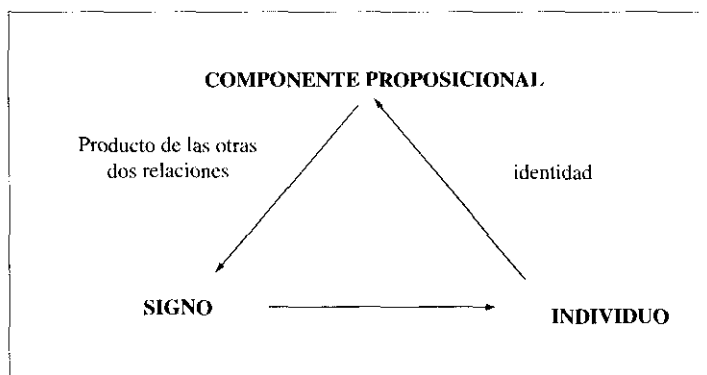 COMPONENTE PROPOSICIONAL
Producto de las otras
dos relaciones
identidad
SIGNO
INDIVIDUO